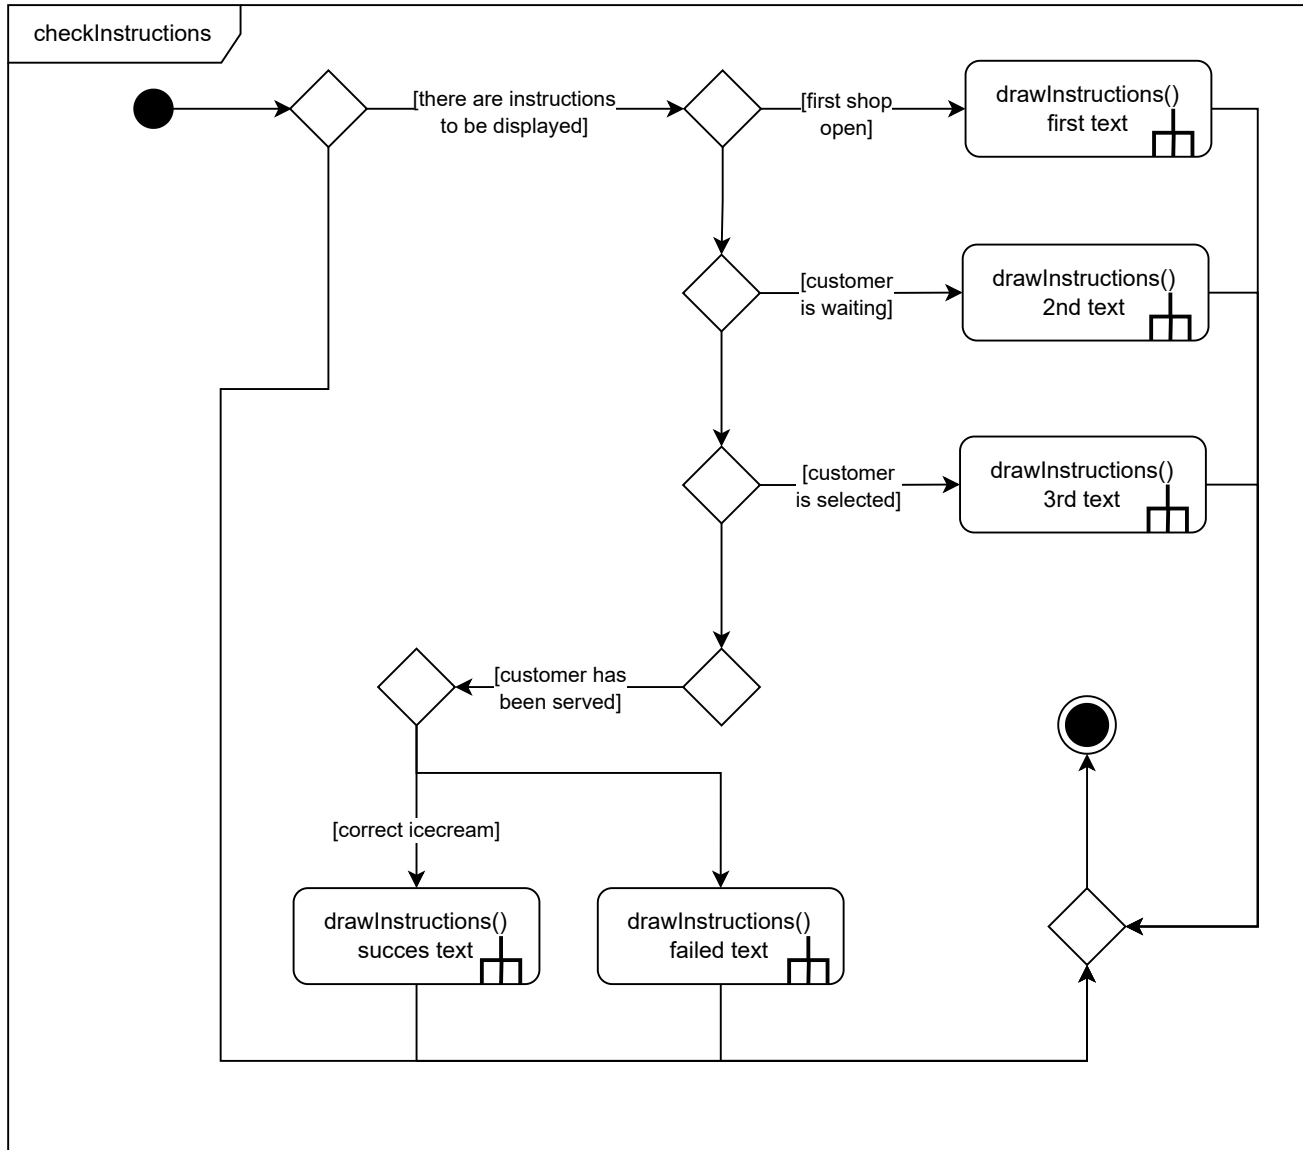 checkInstructions
[there are instructions
to be displayed]
[first shop
open]
drawInstructions()
first text
[customer
is waiting]
drawInstructions()
2nd text
[customer
is selected]
drawInstructions()
3rd text
[customer has
been served]
[correct icecream]
drawInstructions()
succes text
drawInstructions()
failed text